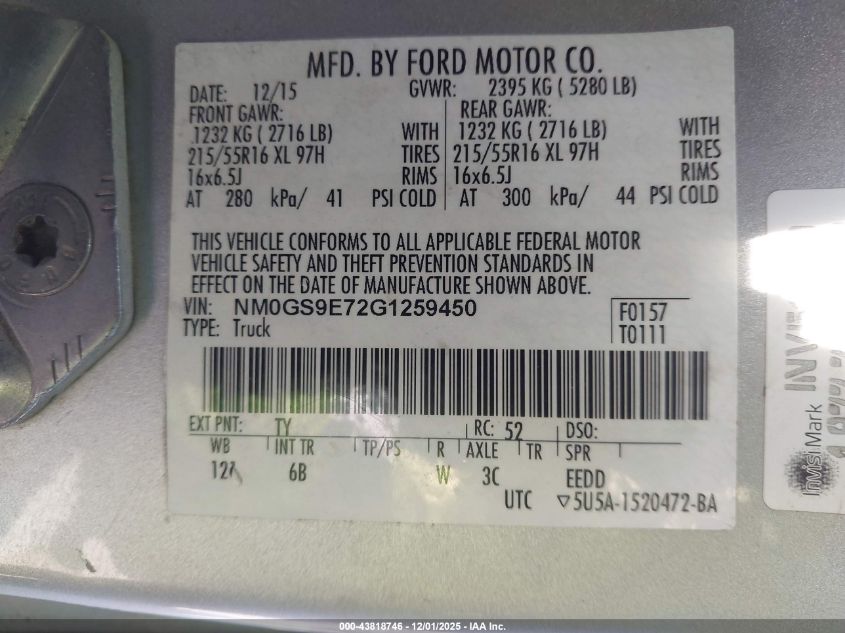 MFD. BY FORD MOTOR CO.
DATE: 12/15 GVWR: 2395 KG ( 5280 LB)
FRONT GAWR: REAR GAWR:
1232 KG ( 2716 LB) WITH 1232 KG ( 2716 LB) WITH
215/55R16 XL 97H TIRES 215/55R16 XL 97H TIRES
16x6.5J RIMS 16x6.5J RIMS
AT 280 kPa/ 41 PSI COLD AT 300 kPa/ 44 PSI COLD
THIS VEHICLE CONFORMS TO ALL APPLICABLE FEDERAL MOTOR
VEHICLE SAFETY AND THEFT PREVENTION STANDARDS IN
EFFECT ON THE DATE OF MANUFACTURE SHOWN ABOVE.
VIN: NM0GS9E72G1259450 F0157
TYPE: Truck T0111
EXT PNT: TY RC: 52 DSO:
WB INT TR TP/PS R AXLE TR SPR
6B W 3C EEDD
UTC ▽5U5A-1520472-BA
InvisiMark
000-43818746 - 12/01/2025 - IAA Inc.